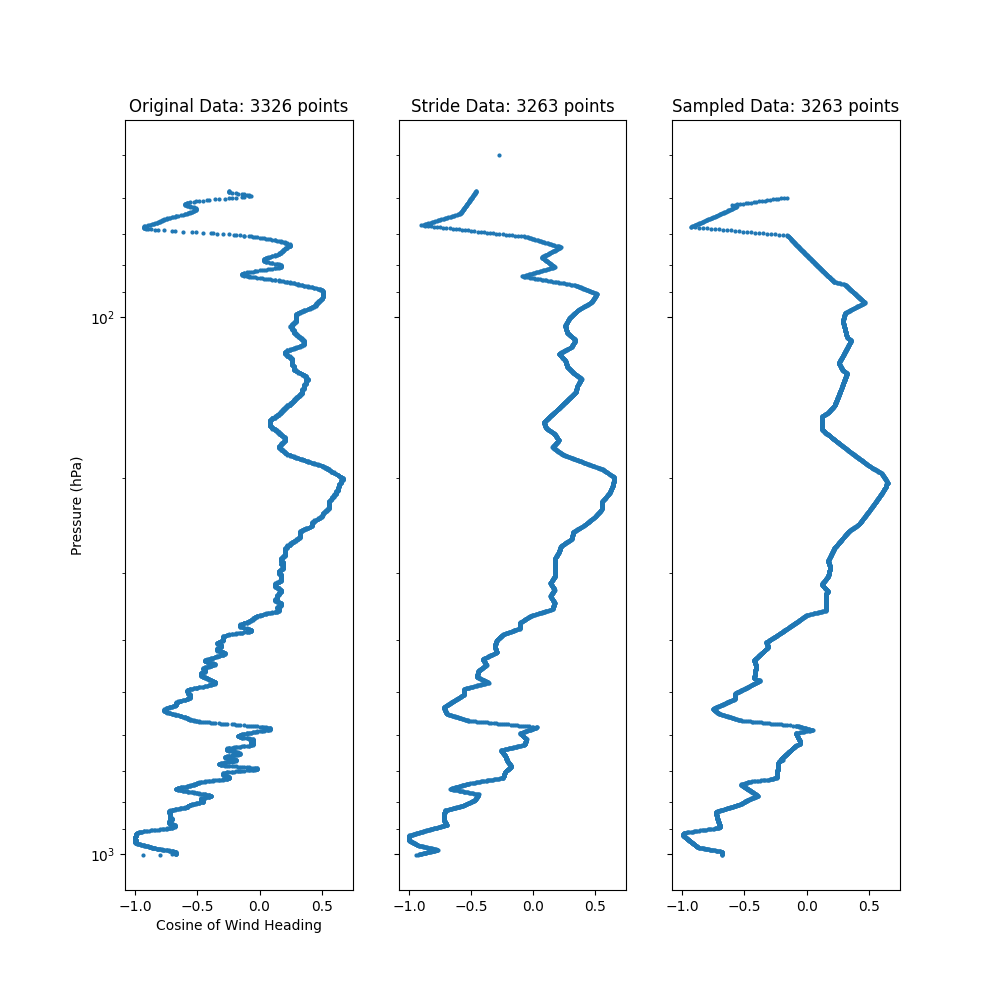 Original Data: 3326 points
Stride Data: 3263 points
Sampled Data: 3263 points
Pressure (hPa)
10²
10³
−1.0 −0.5 0.0 0.5
−1.0 −0.5 0.0 0.5
−1.0 −0.5 0.0 0.5
Cosine of Wind Heading